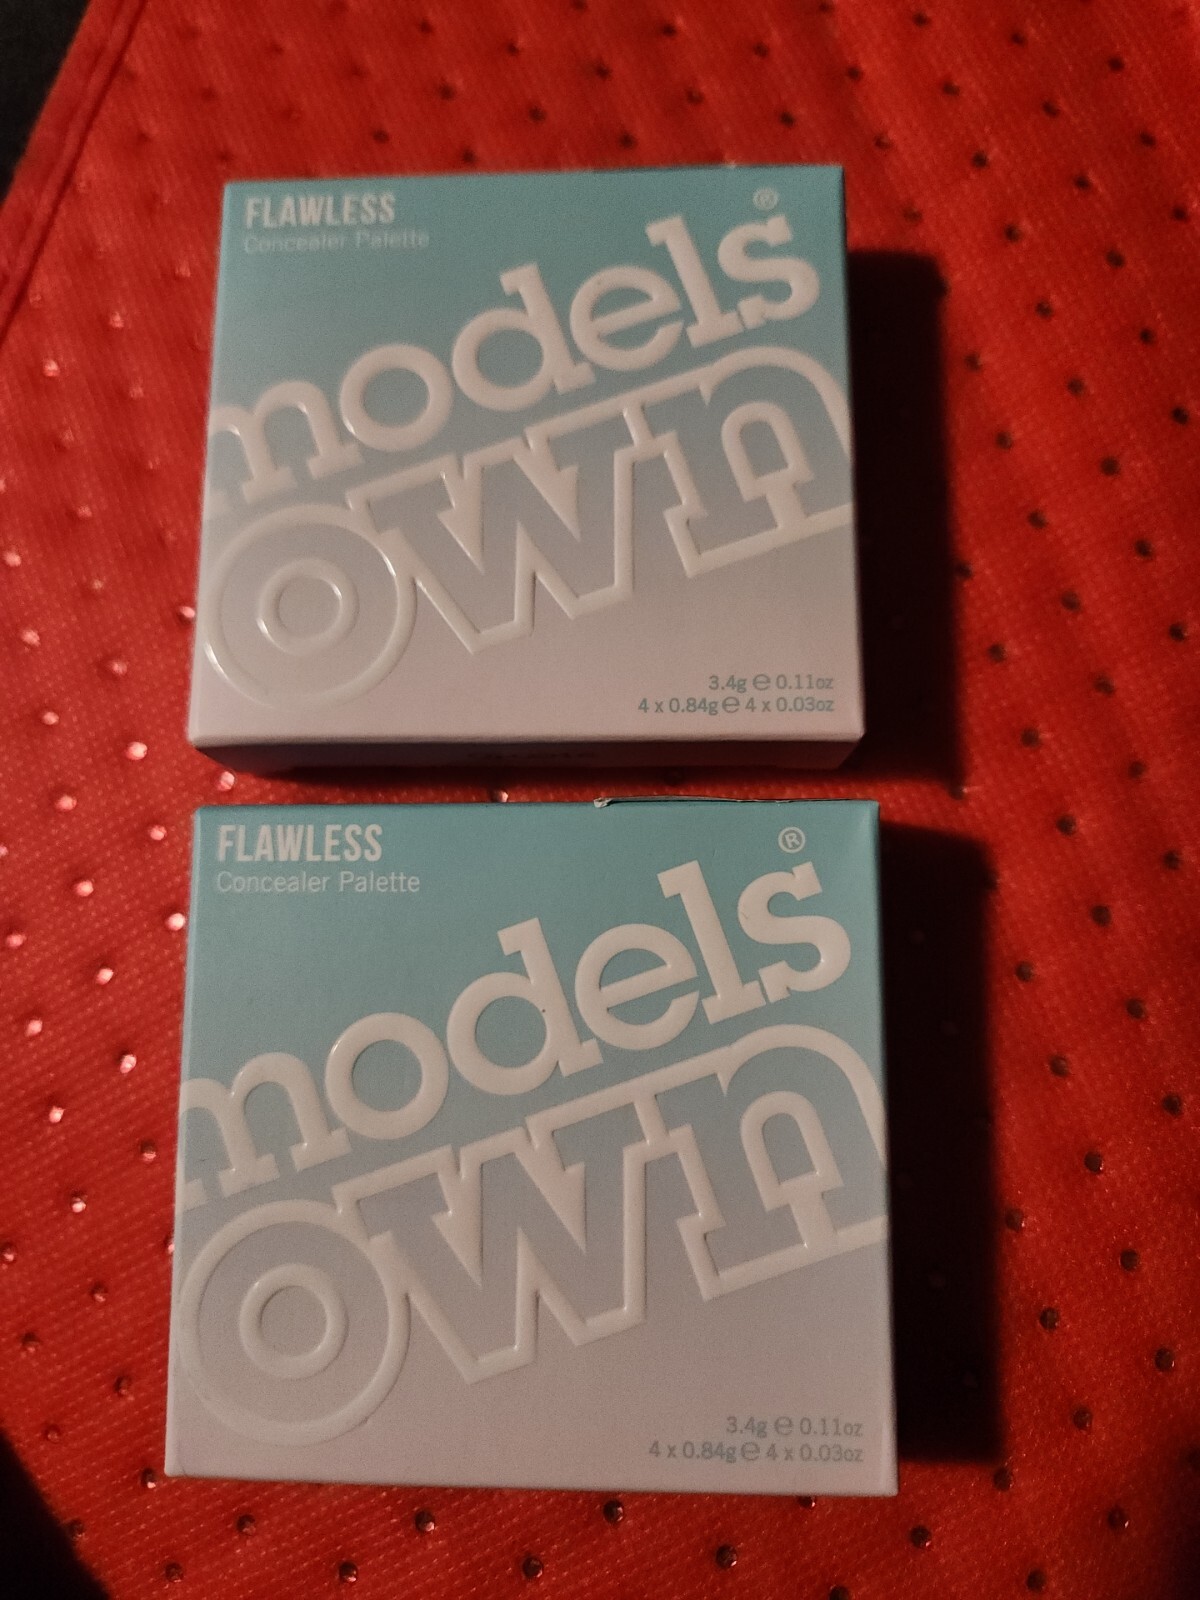 FLAWLESS
Concealer Palette
models®
own
3.4g ℮ 0.11oz
4 x 0.84g ℮ 4 x 0.03oz
FLAWLESS
Concealer Palette
models®
own
3.4g ℮ 0.11oz
4 x 0.84g ℮ 4 x 0.03oz